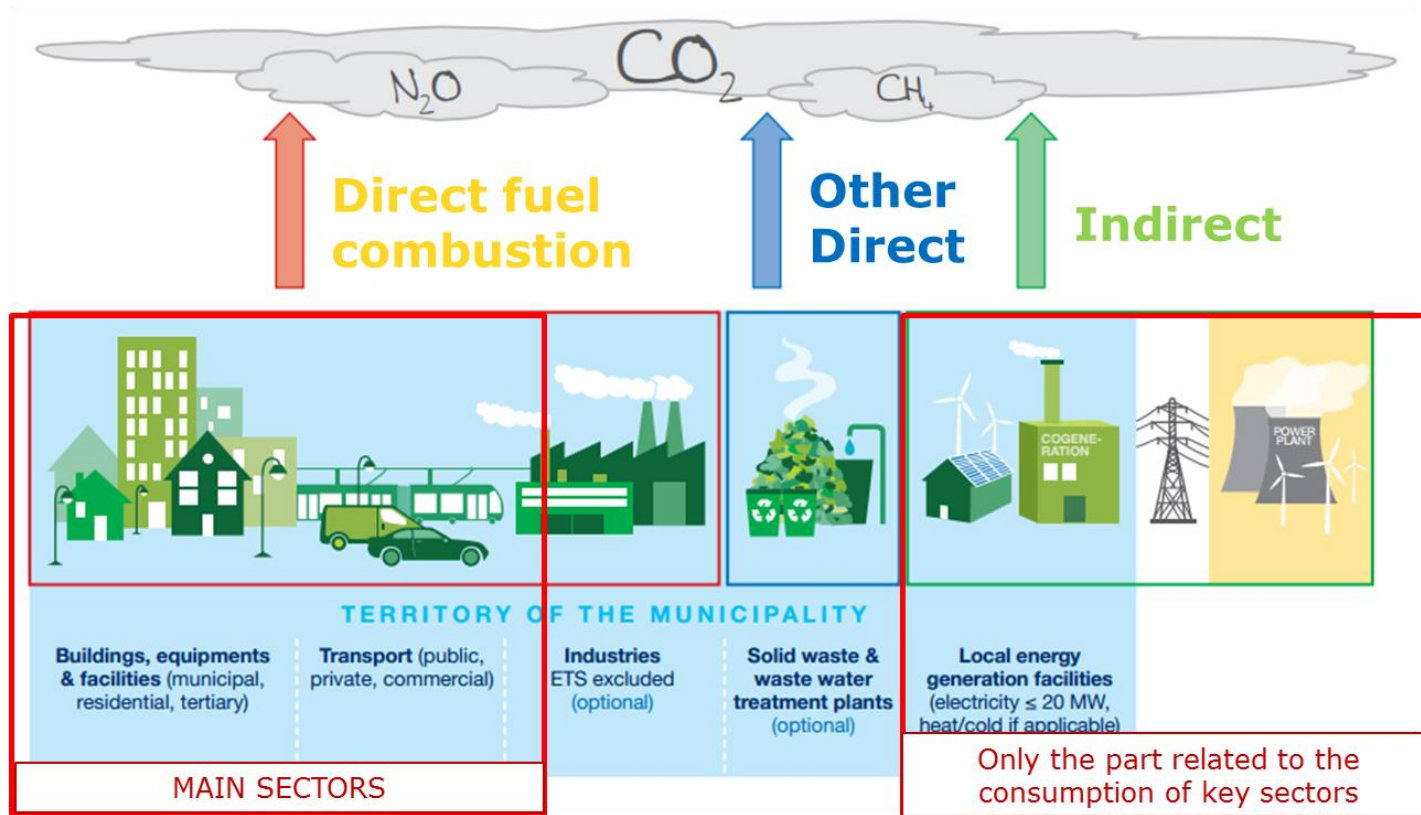 N₂O
CO₂
CH₄
Direct fuel
combustion
Other
Direct
Indirect
COGENE-
RATION
POWER
PLANT
TERRITORY OF THE MUNICIPALITY
Buildings, equipments
& facilities (municipal,
residential, tertiary)
Transport (public,
private, commercial)
Industries
ETS excluded
(optional)
Solid waste &
waste water
treatment plants
(optional)
Local energy
generation facilities
(electricity ≤ 20 MW,
heat/cold if applicable)
MAIN SECTORS
Only the part related to the
consumption of key sectors